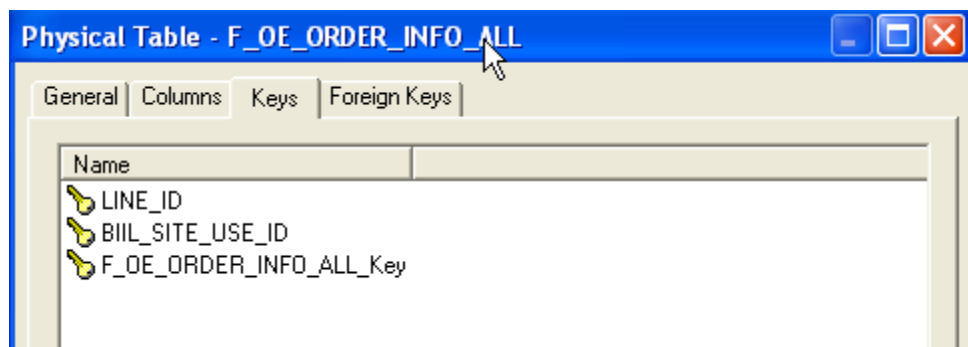 Physical Table - F_OE_ORDER_INFO_ALL
General Columns Keys Foreign Keys
Name
LINE_ID
BIIL_SITE_USE_ID
F_OE_ORDER_INFO_ALL_Key